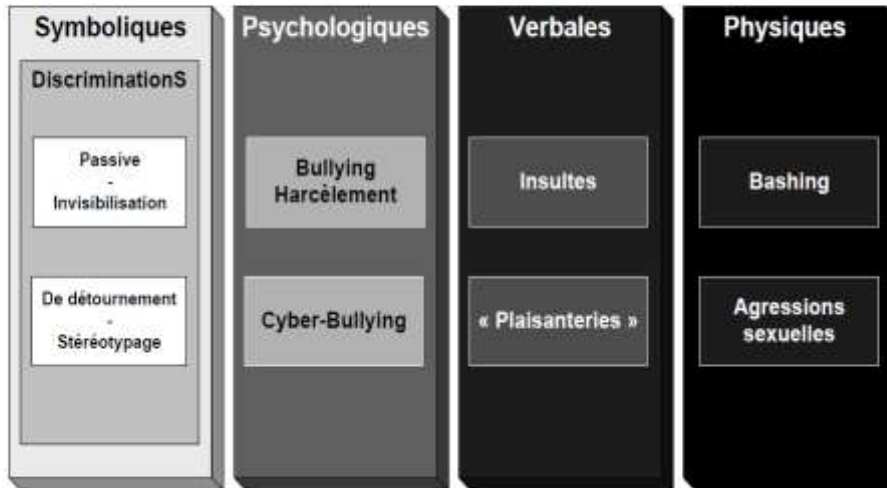 Symboliques
DiscriminationS
Passive
-
Invisibilisation
De détournement
-
Stéréotypage
Psychologiques
Bullying
Harcèlement
Cyber-Bullying
Verbales
Insultes
« Plaisanteries »
Physiques
Bashing
Agressions
sexuelles